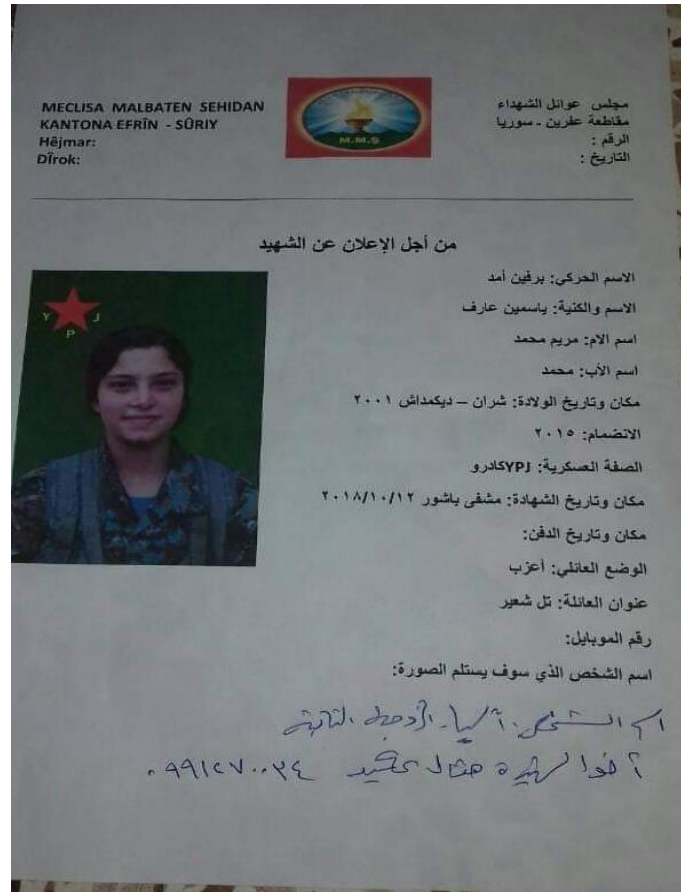 MECLISA MALBATEN SEHIDAN
KANTONA EFRÎN - SÛRIY
Hêjmar:
Dîrok:
M.M.S
مجلس عوائل الشهداء
مقاطعة عفرين - سوريا
الرقم :
التاريخ :
من أجل الإعلان عن الشهيد
Y P J
الاسم الحركي: برفين أمد
الاسم والكنية: ياسمين عارف
اسم الام: مريم محمد
اسم الأب: محمد
مكان وتاريخ الولادة: شران – ديكمداش ٢٠٠١
الانضمام: ٢٠١٥
الصفة العسكرية: YPJكادرو
مكان وتاريخ الشهادة: مشفى باشور ٢٠١٨/١٠/١٢
مكان وتاريخ الدفن:
الوضع العائلي: أعزب
عنوان العائلة: تل شعير
رقم الموبايل:
اسم الشخص الذي سوف يستلم الصورة:
اسم الشخص
٠٩٩١٢٧٠٠٣٤